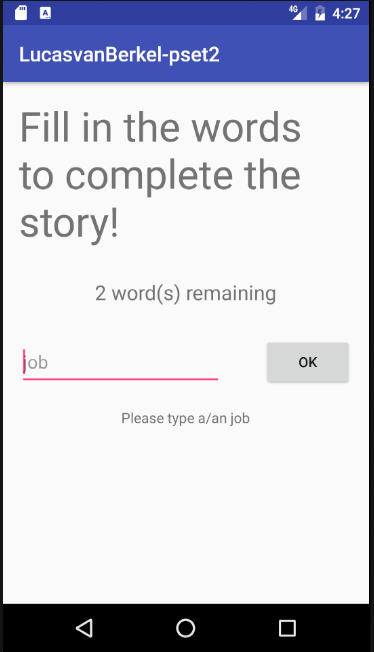 4G 4:27
LucasvanBerkel-pset2
Fill in the words
to complete the
story!
2 word(s) remaining
job OK
Please type a/an job